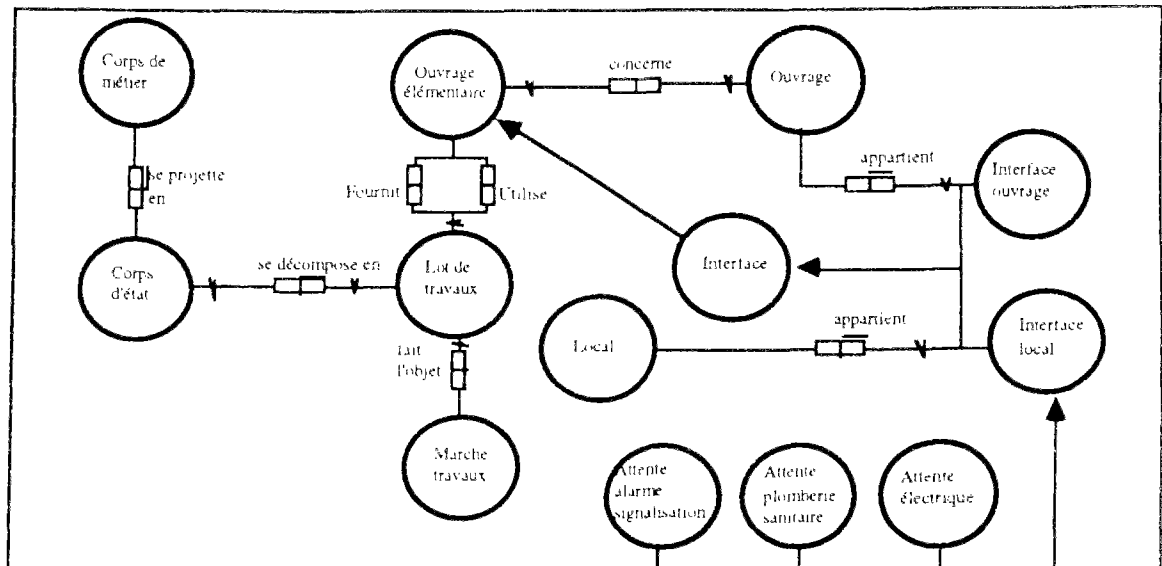 Corps de
métier
Ouvrage
élémentaire
concerne
Ouvrage
se projette
en
Fournit
Utilise
appartient
Interface
ouvrage
Corps
d'état
se décompose en
Lot de
travaux
Interface
Local
appartient
Interface
local
fait
l'objet
Marche
travaux
Attente
alarme
signalisation
Attente
plomberie
sanitaire
Attente
électrique